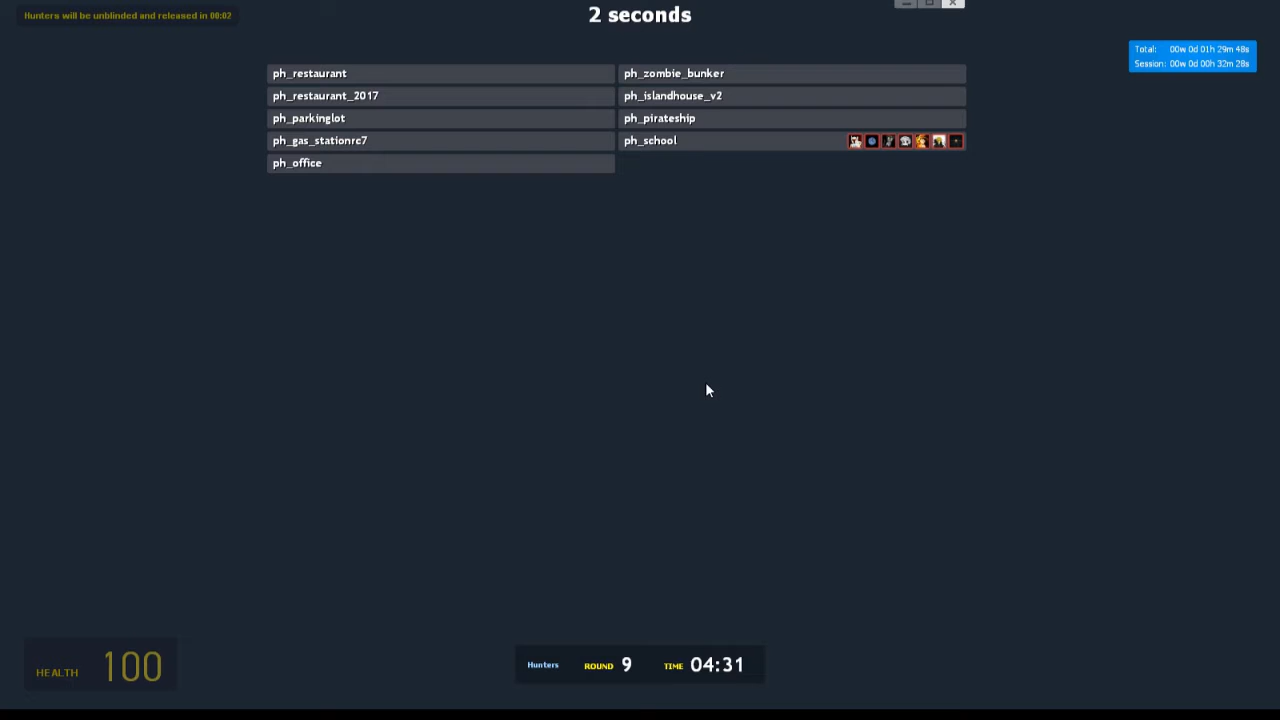 Hunters will be unblinded and released in 00:02
2 seconds
Total: 00w 0d 01h 29m 48s
Session: 00w 0d 00h 32m 28s
ph_restaurant
ph_zombie_bunker
ph_restaurant_2017
ph_islandhouse_v2
ph_parkinglot
ph_pirateship
ph_gas_stationrc7
ph_school
ph_office
HEALTH 100
Hunters ROUND 9 TIME 04:31